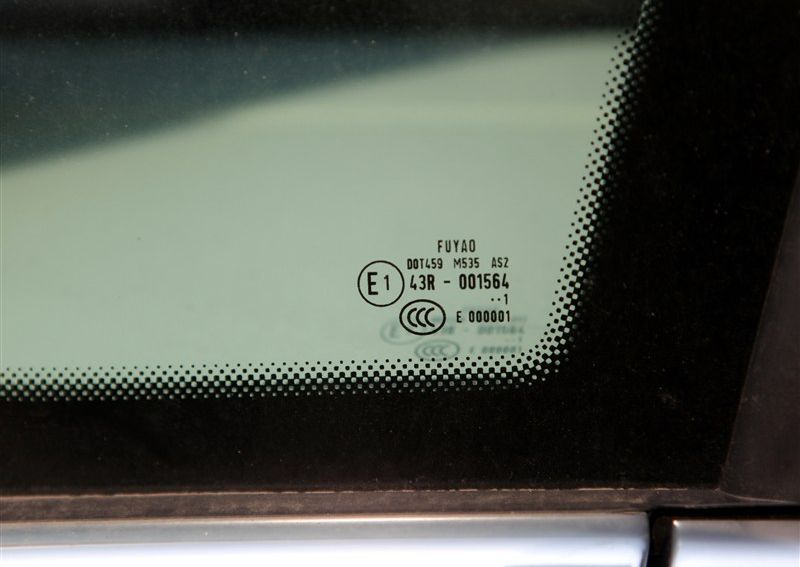 FUYAO
DOT459 M535 AS2
E1 43R - 001564
··1
CCC E 000001